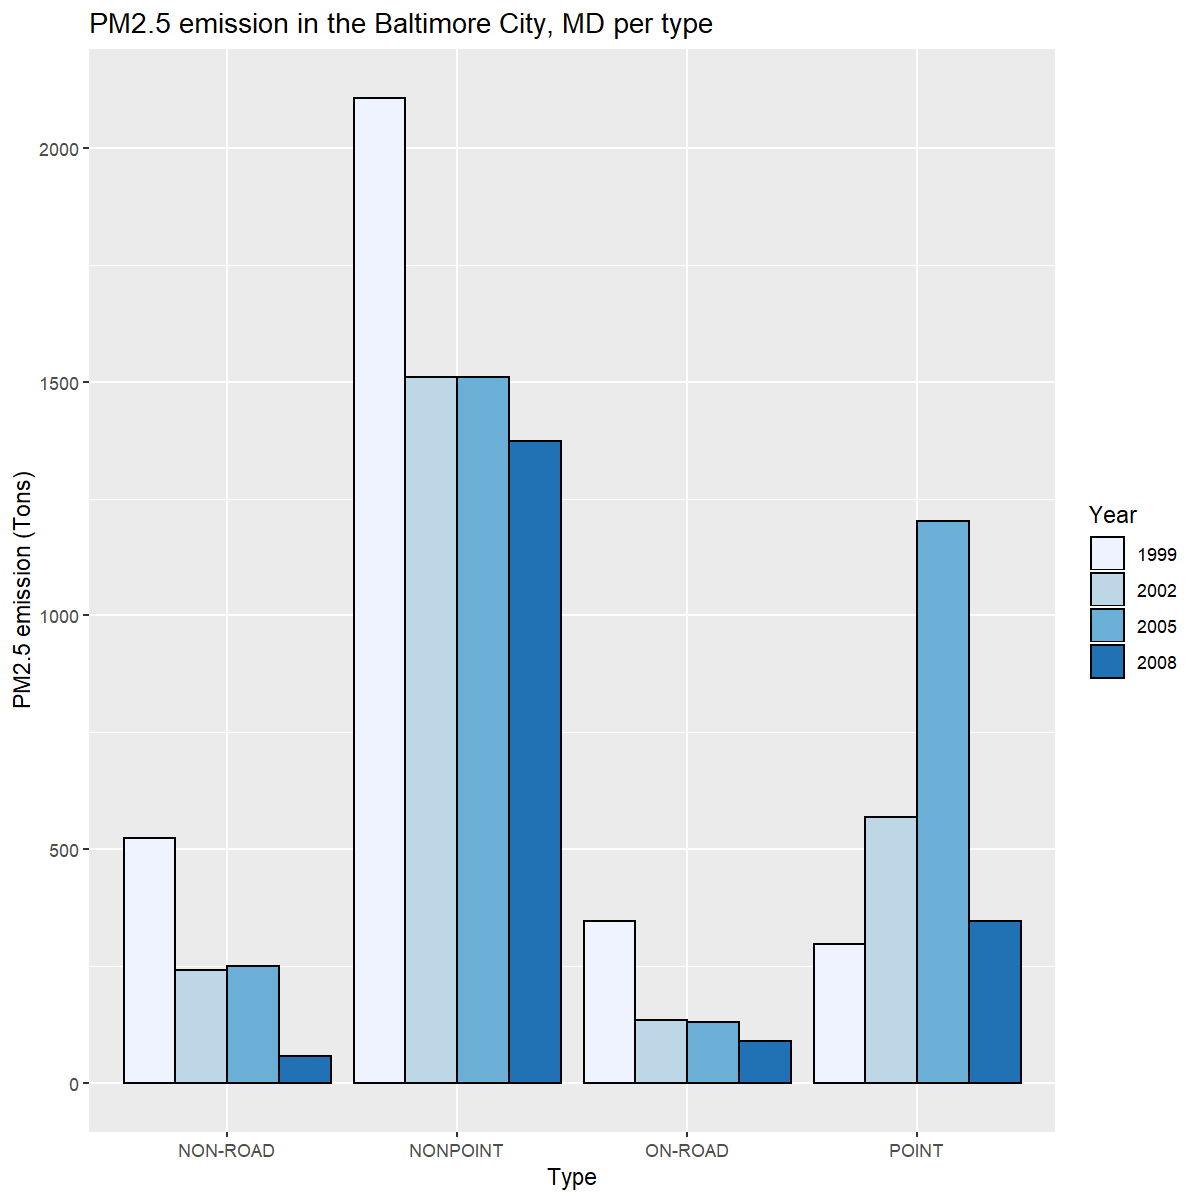 PM2.5 emission in the Baltimore City, MD per type
PM2.5 emission (Tons)
2000
1500
1000
500
0
NON-ROAD
NONPOINT
ON-ROAD
POINT
Type
Year
1999
2002
2005
2008